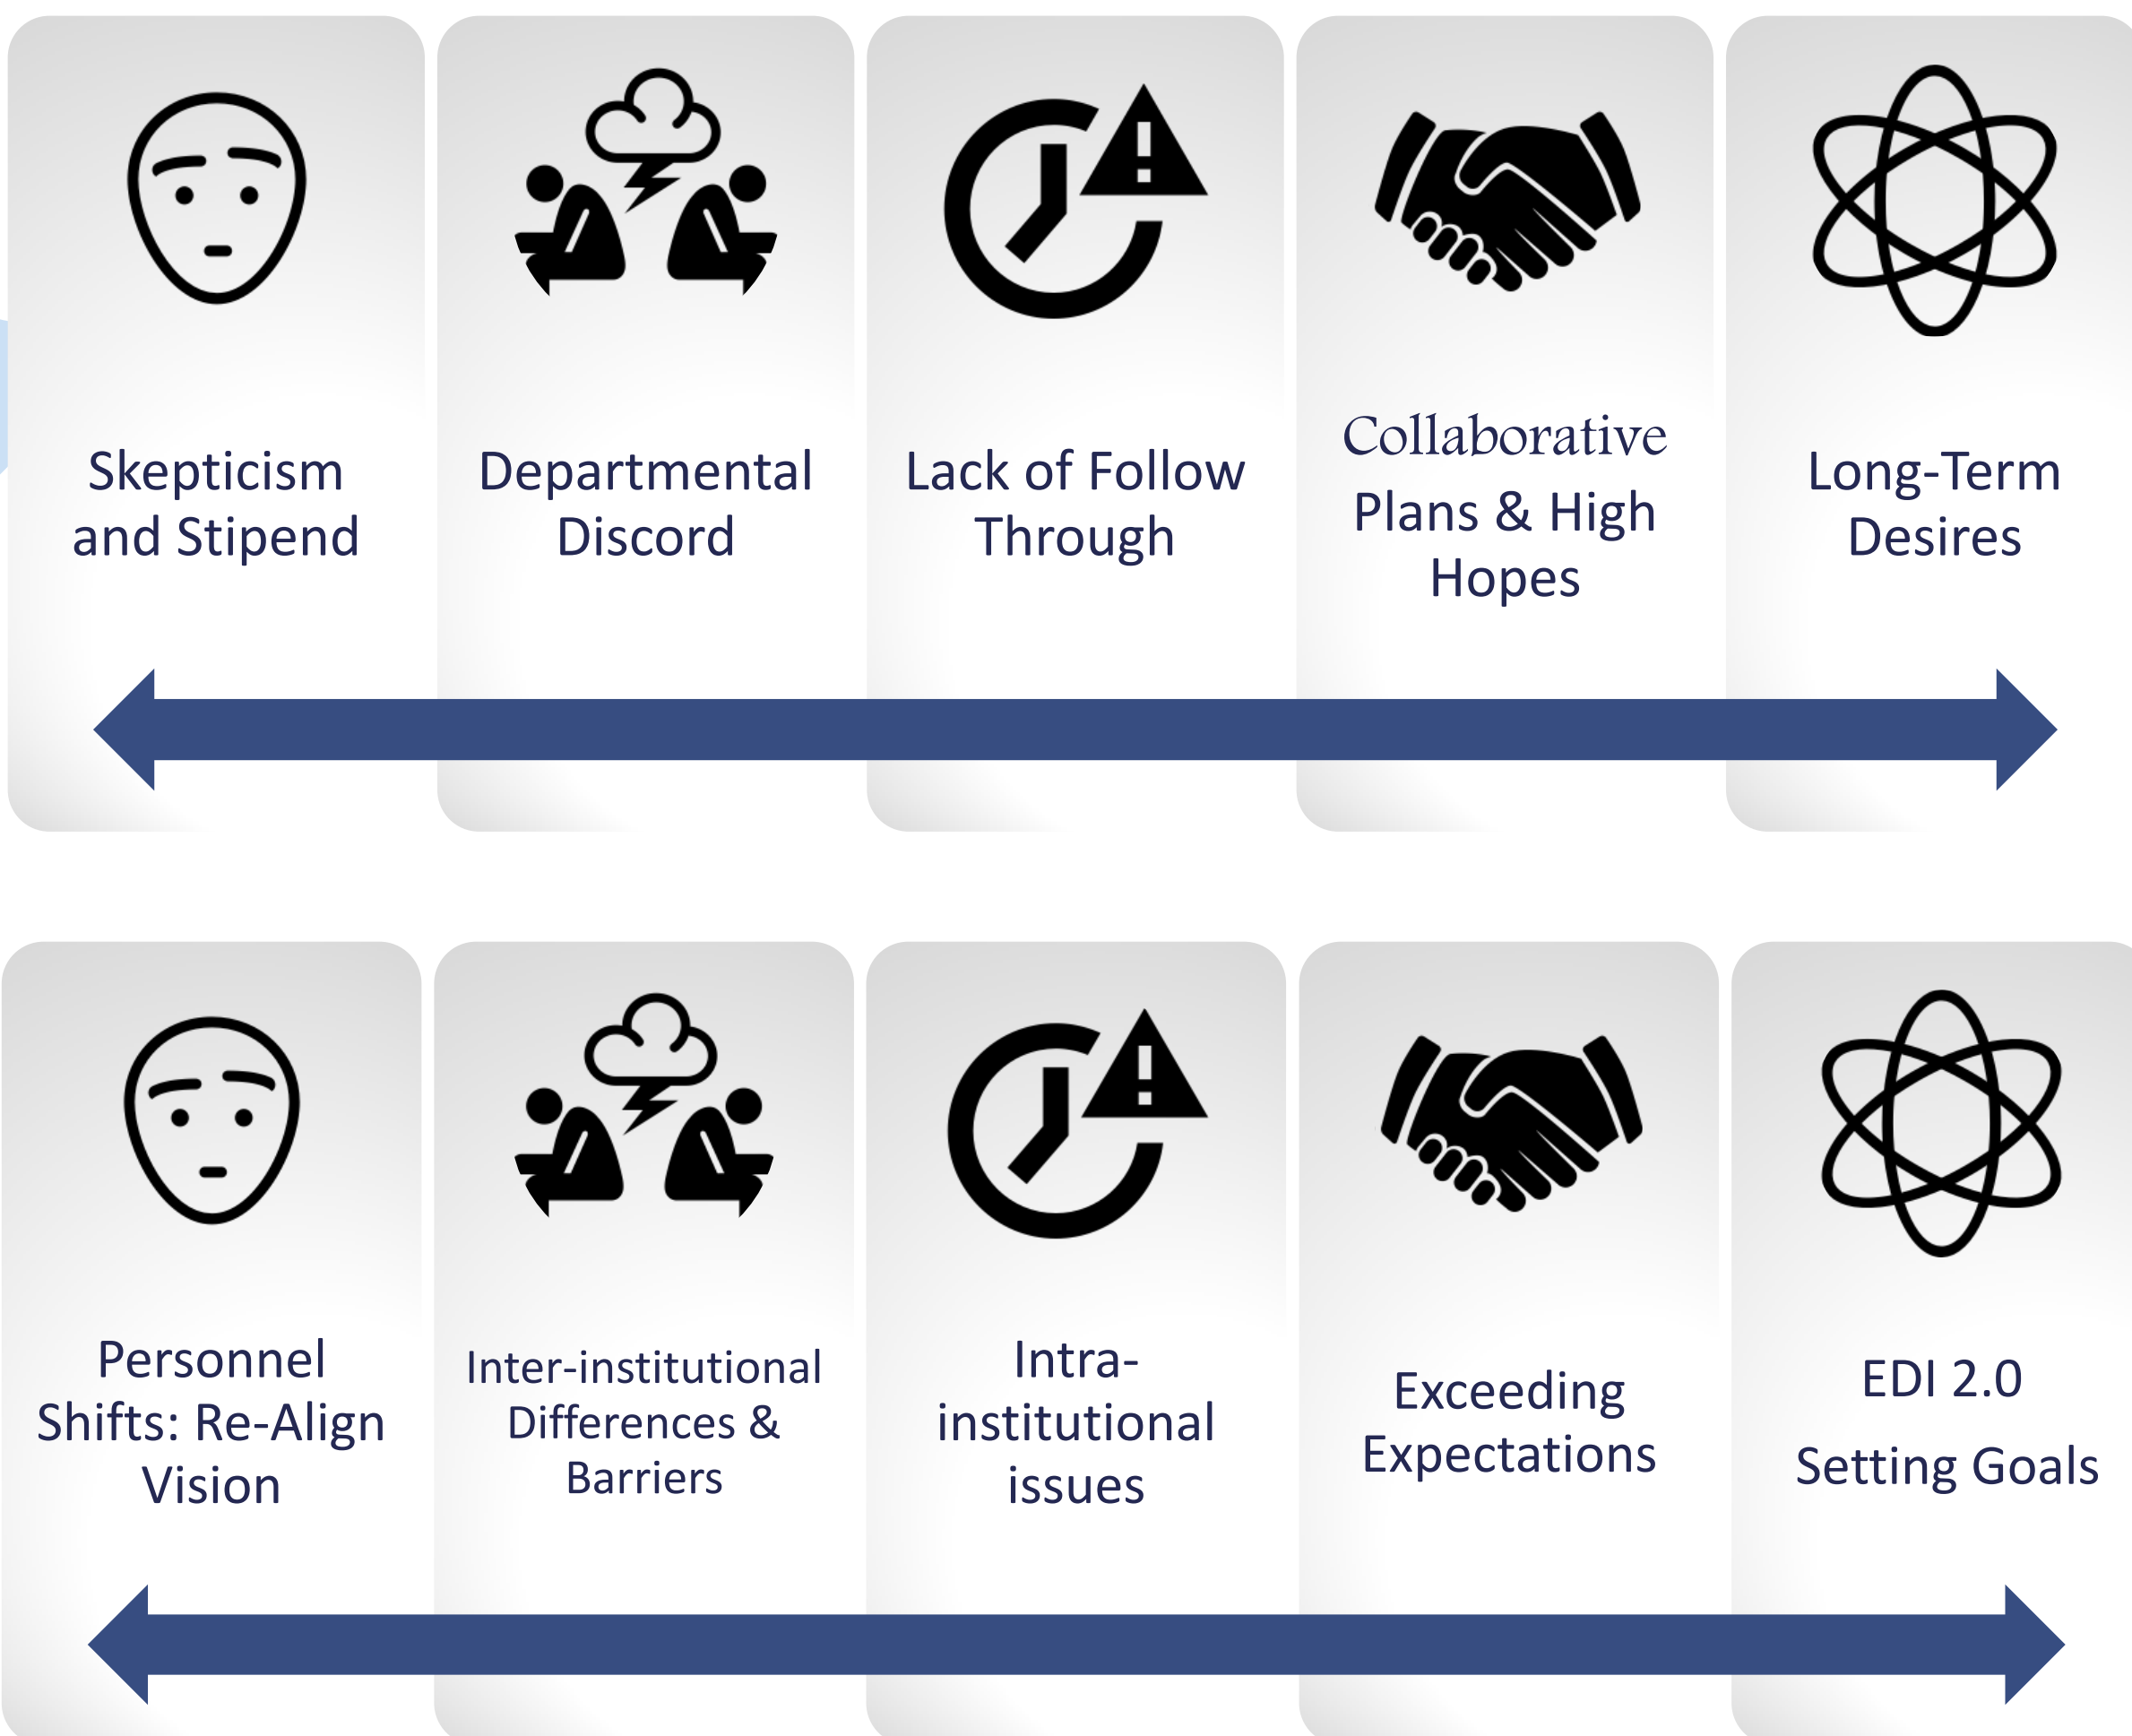 Skepticism
and Stipend
Departmental
Discord
Lack of Follow
Through
Collaborative
Plans & High
Hopes
Long-Term
Desires
Personnel
Shifts: Re-Align
Vision
Inter-institutional
Differences &
Barriers
Intra-
institutional
issues
Exceeding
Expectations
EDI 2.0
Setting Goals